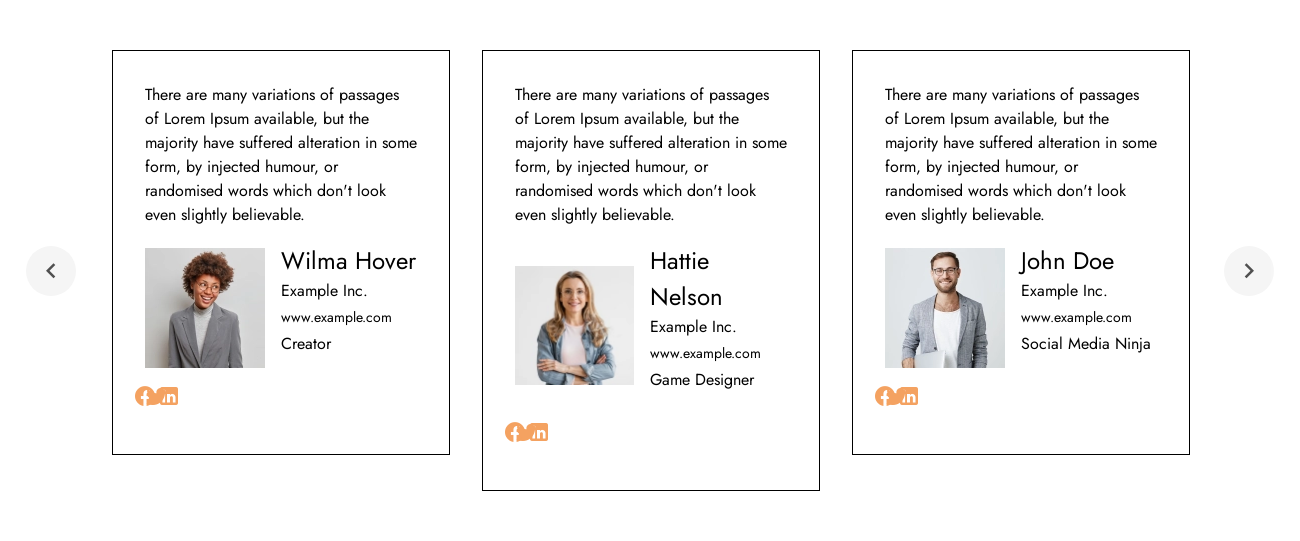 There are many variations of passages
of Lorem Ipsum available, but the
majority have suffered alteration in some
form, by injected humour, or
randomised words which don't look
even slightly believable.
Wilma Hover
Example Inc.
www.example.com
Creator
There are many variations of passages
of Lorem Ipsum available, but the
majority have suffered alteration in some
form, by injected humour, or
randomised words which don't look
even slightly believable.
Hattie
Nelson
Example Inc.
www.example.com
Game Designer
There are many variations of passages
of Lorem Ipsum available, but the
majority have suffered alteration in some
form, by injected humour, or
randomised words which don't look
even slightly believable.
John Doe
Example Inc.
www.example.com
Social Media Ninja